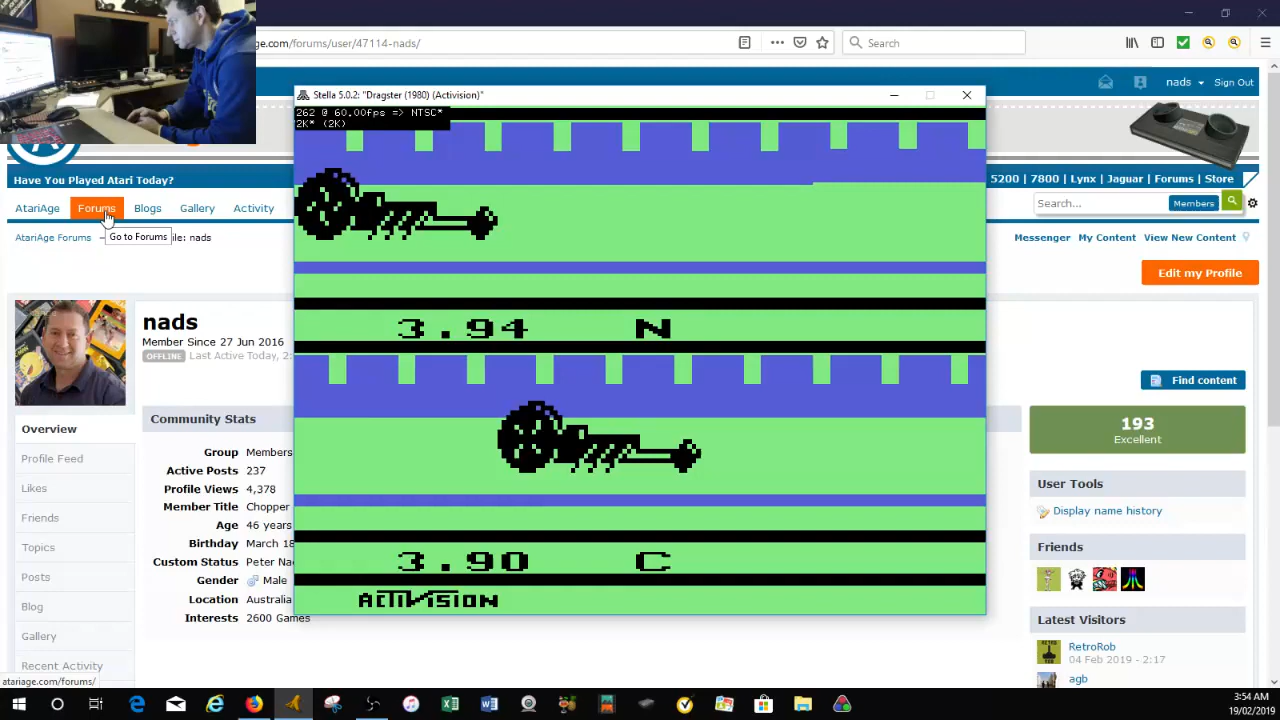 ge.com/forums/user/47114-nads/
Search
nads
Sign Out
Stella 5.0.2: "Dragster (1980) (Activision)"
262 @ 60.00fps => NTSC*
2K* (2K)
Have You Played Atari Today?
5200 | 7800 | Lynx | Jaguar | Forums | Store
AtariAge
Forums
Blogs
Gallery
Activity
Search...
Members
AtariAge Forums
Go to Forums
ile: nads
Messenger
My Content
View New Content
Edit my Profile
nads
Member Since 27 Jun 2016
OFFLINE
Last Active Today, 2:
3.94 N
Find content
Overview
Community Stats
193
Excellent
Group Members
Profile Feed
Active Posts 237
Likes
Profile Views 4,378
User Tools
Member Title Chopper
Display name history
Friends
Age 46 years
Birthday March 18
Topics
Friends
Custom Status Peter Na
Posts
Gender Male
3.90 C
Location Australia
Blog
Interests 2600 Games
ACTIVISION
Latest Visitors
Gallery
RetroRob
04 Feb 2019 - 2:17
Recent Activity
agb
atariage.com/forums/
3:54 AM
19/02/2019